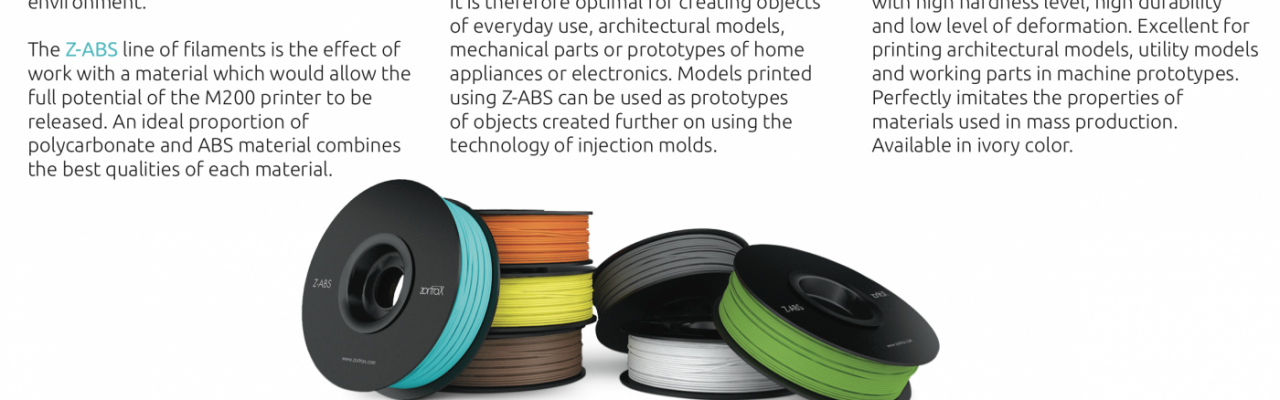 environment.
The Z-ABS line of filaments is the effect of
work with a material which would allow the
full potential of the M200 printer to be
released. An ideal proportion of
polycarbonate and ABS material combines
the best qualities of each material.
It is therefore optimal for creating objects
of everyday use, architectural models,
mechanical parts or prototypes of home
appliances or electronics. Models printed
using Z-ABS can be used as prototypes
of objects created further on using the
technology of injection molds.
with high hardness level, high durability
and low level of deformation. Excellent for
printing architectural models, utility models
and working parts in machine prototypes.
Perfectly imitates the properties of
materials used in mass production.
Available in ivory color.
Z-ABS
zortrax
www.zortrax.com
Z-ABS
zortrax
www.zortrax.com